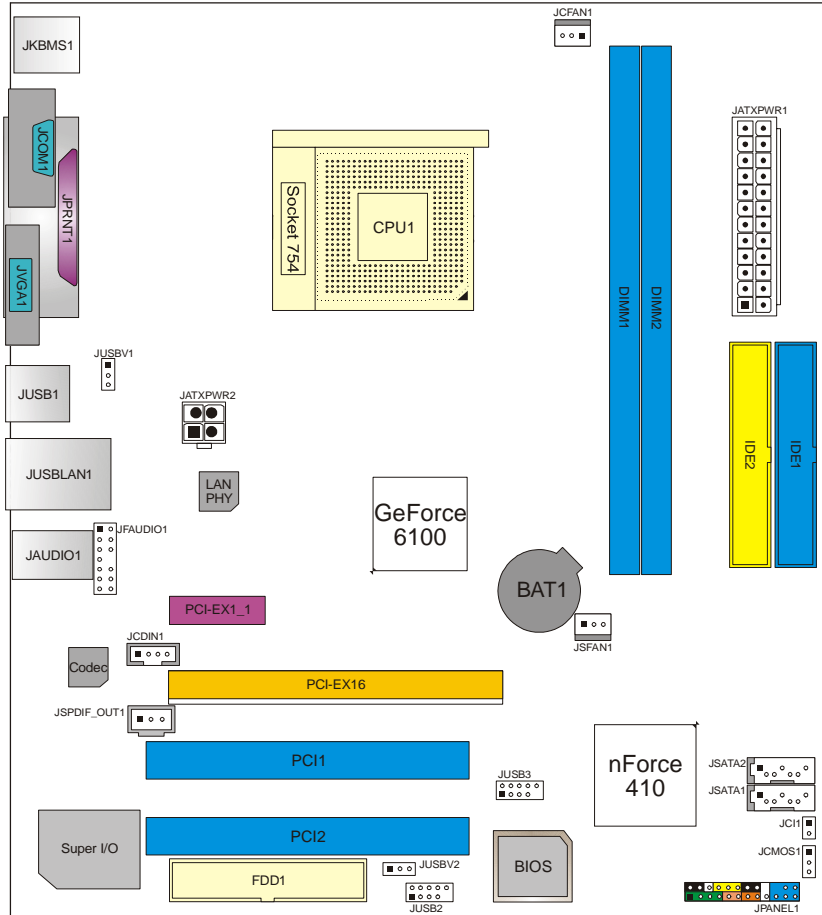 JCFAN1
JKBMS1
JATXPWR1
JCOM1
JPRNT1
Socket 754
CPU1
JVGA1
DIMM1
DIMM2
JUSBV1
JUSB1
JATXPWR2
IDE2
IDE1
JUSBLAN1
LAN
PHY
GeForce
6100
JFAUDIO1
JAUDIO1
BAT1
PCI-EX1_1
JCDIN1
JSFAN1
Codec
PCI-EX16
JSPDIF_OUT1
PCI1
nForce
410
JSATA2
JUSB3
JSATA1
JCI1
Super I/O
PCI2
JCMOS1
FDD1
JUSBV2
BIOS
JUSB2
JPANEL1